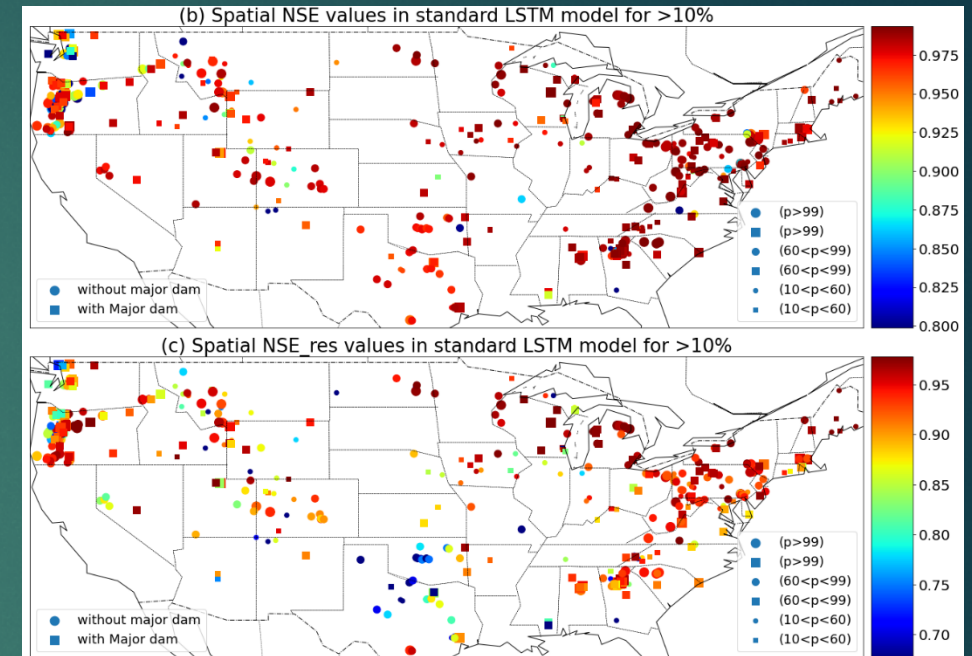 (b) Spatial NSE values in standard LSTM model for >10%
0.975
0.950
0.925
0.900
0.875
0.850
0.825
0.800
(p>99)
(p>99)
(60<p<99)
(60<p<99)
(10<p<60)
(10<p<60)
without major dam
with Major dam
(c) Spatial NSE_res values in standard LSTM model for >10%
0.95
0.90
0.85
0.80
0.75
0.70
(p>99)
(p>99)
(60<p<99)
(60<p<99)
(10<p<60)
(10<p<60)
without major dam
with Major dam